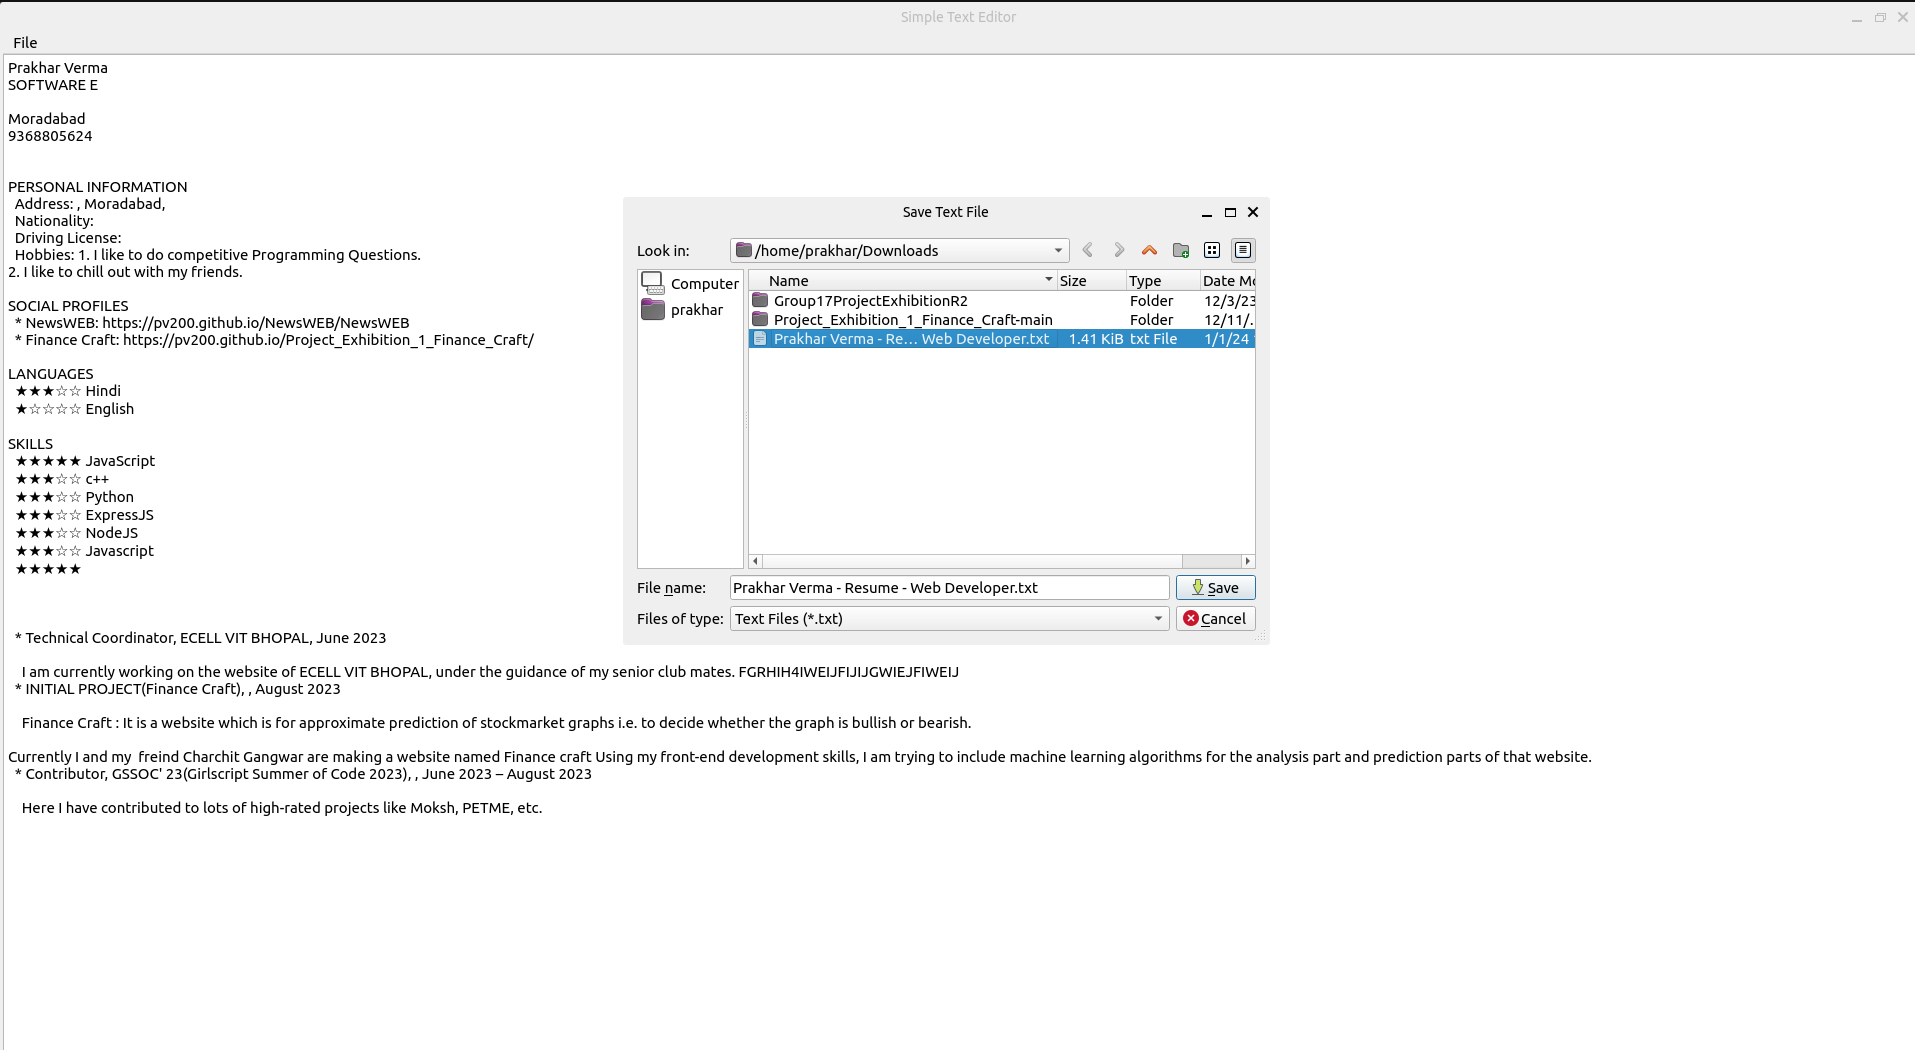 Simple Text Editor
File
Prakhar Verma
SOFTWARE E
Moradabad
9368805624
PERSONAL INFORMATION
Address: , Moradabad,
Nationality:
Driving License:
Hobbies: 1. I like to do competitive Programming Questions.
2. I like to chill out with my friends.
SOCIAL PROFILES
* NewsWEB: https://pv200.github.io/NewsWEB/NewsWEB
* Finance Craft: https://pv200.github.io/Project_Exhibition_1_Finance_Craft/
LANGUAGES
★★★☆☆ Hindi
★☆☆☆☆ English
SKILLS
★★★★★ JavaScript
★★★☆☆ c++
★★★☆☆ Python
★★★☆☆ ExpressJS
★★★☆☆ NodeJS
★★★☆☆ Javascript
★★★★★
* Technical Coordinator, ECELL VIT BHOPAL, June 2023
I am currently working on the website of ECELL VIT BHOPAL, under the guidance of my senior club mates. FGRHIH4IWEIJFIJIJGWIEJFIWEIJ
* INITIAL PROJECT(Finance Craft), , August 2023
Finance Craft : It is a website which is for approximate prediction of stockmarket graphs i.e. to decide whether the graph is bullish or bearish.
Currently I and my  freind Charchit Gangwar are making a website named Finance craft Using my front-end development skills, I am trying to include machine learning algorithms for the analysis part and prediction parts of that website.
* Contributor, GSSOC' 23(Girlscript Summer of Code 2023), , June 2023 – August 2023
Here I have contributed to lots of high-rated projects like Moksh, PETME, etc.
Save Text File
Look in: /home/prakhar/Downloads
Computer
prakhar
Name Size Type Date Mo
Group17ProjectExhibitionR2 Folder 12/3/23
Project_Exhibition_1_Finance_Craft-main Folder 12/11/.
Prakhar Verma - Re... Web Developer.txt 1.41 KiB txt File 1/1/24
File name: Prakhar Verma - Resume - Web Developer.txt Save
Files of type: Text Files (*.txt) Cancel